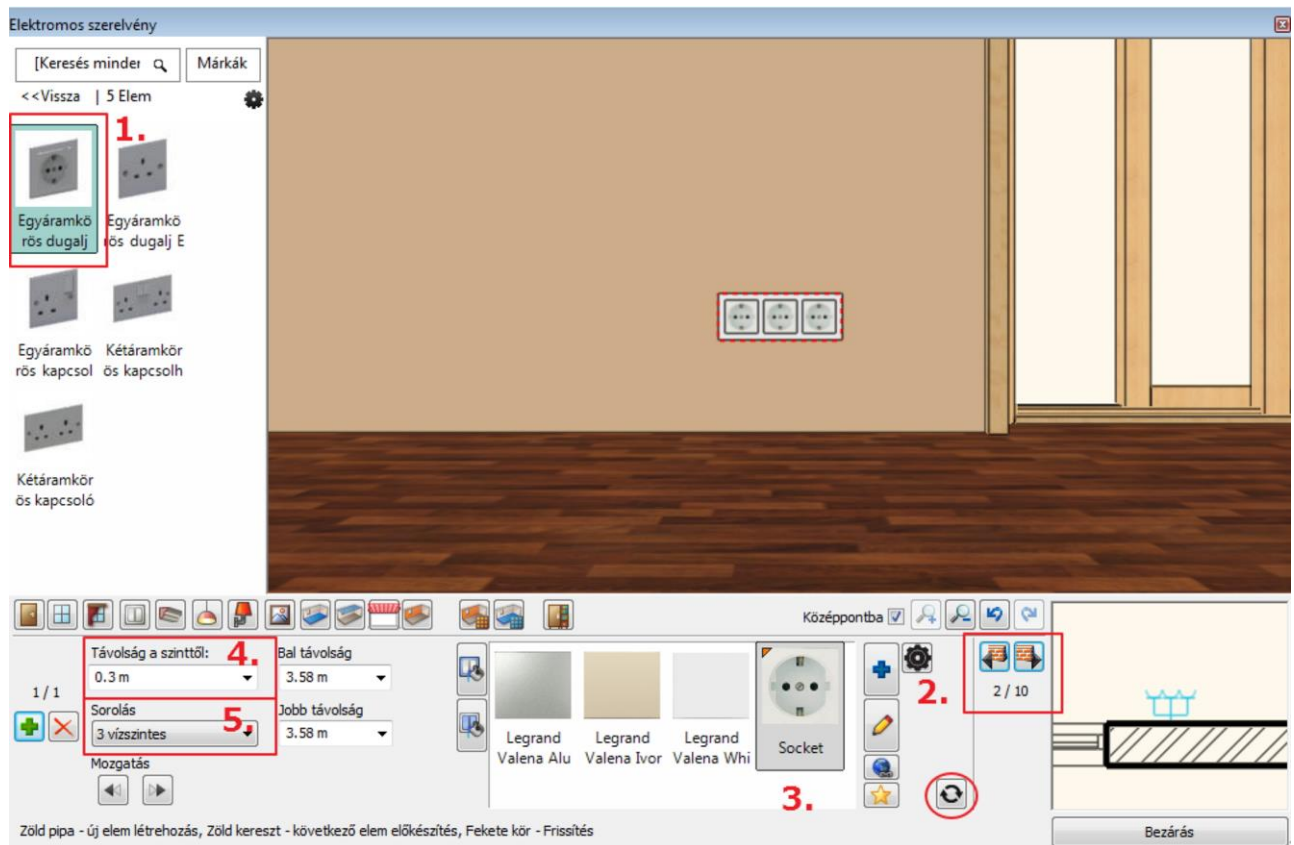 Elektromos szerelvény
[Keresés minder
Márkák
<<Vissza | 5 Elem
1.
Egyáramkö
rös dugalj
Egyáramkö
rös dugalj E
Egyáramkö
rös kapcsol
Kétáramkör
ös kapcsolh
Kétáramkör
ös kapcsoló
Középpontba
Távolság a szinttől:
4.
0.3 m
Bal távolság
3.58 m
1 / 1
Sorolás
5.
3 vízszintes
Jobb távolság
3.58 m
Mozgatás
Legrand
Valena Alu
Legrand
Valena Ivor
Legrand
Valena Whi
Socket
3.
2.
2 / 10
Zöld pipa - új elem létrehozás, Zöld kereszt - következő elem előkészítés, Fekete kör - Frissítés
Bezárás